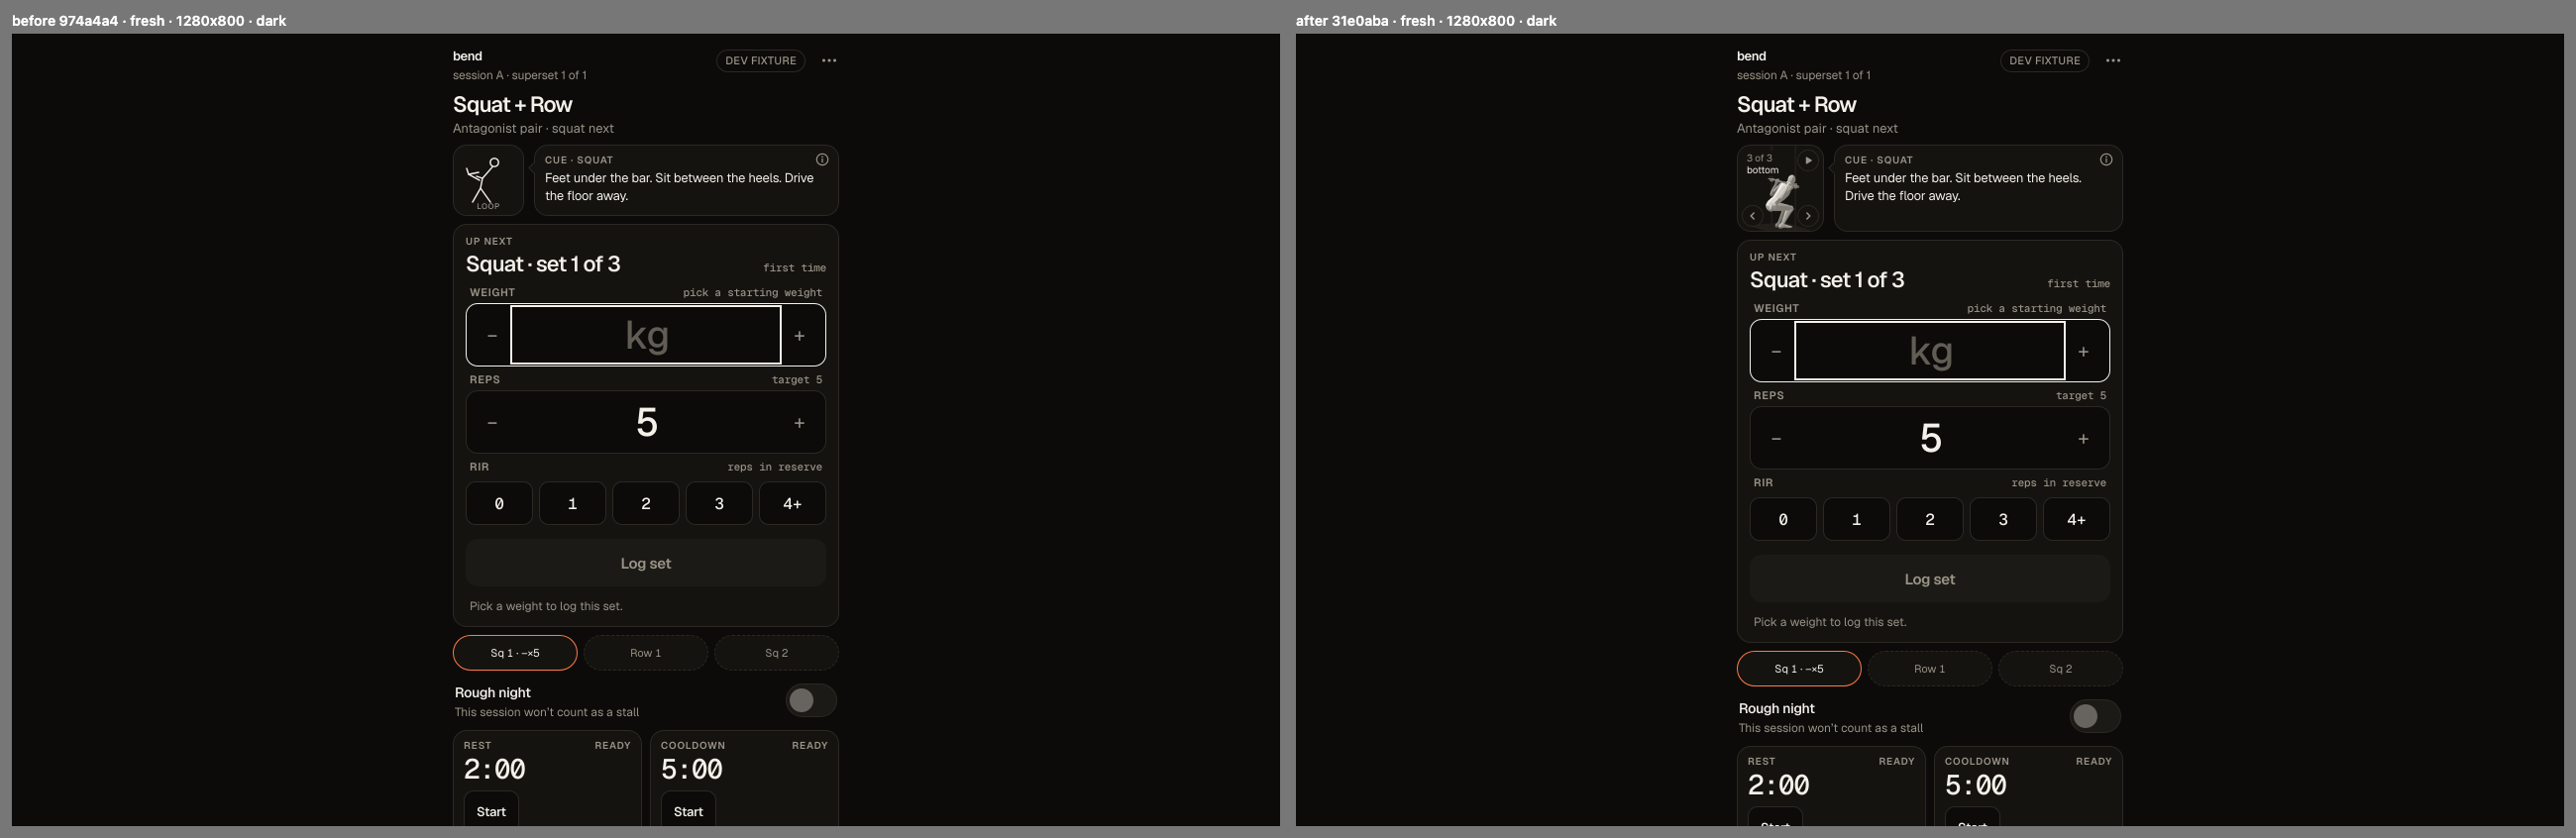 before 974a4a4 · fresh · 1280x800 · dark
bend
DEV FIXTURE
session A · superset 1 of 1
Squat + Row
Antagonist pair · squat next
LOOP
CUE · SQUAT
Feet under the bar. Sit between the heels. Drive
the floor away.
UP NEXT
Squat · set 1 of 3
first time
WEIGHT
pick a starting weight
− kg +
REPS
target 5
− 5 +
RIR
reps in reserve
0 1 2 3 4+
Log set
Pick a weight to log this set.
Sq 1 · –×5
Row 1
Sq 2
Rough night
This session won’t count as a stall
REST READY
2:00
Start
COOLDOWN READY
5:00
Start
after 31e0aba · fresh · 1280x800 · dark
bend
DEV FIXTURE
session A · superset 1 of 1
Squat + Row
Antagonist pair · squat next
3 of 3
bottom
CUE · SQUAT
Feet under the bar. Sit between the heels.
Drive the floor away.
UP NEXT
Squat · set 1 of 3
first time
WEIGHT
pick a starting weight
− kg +
REPS
target 5
− 5 +
RIR
reps in reserve
0 1 2 3 4+
Log set
Pick a weight to log this set.
Sq 1 · –×5
Row 1
Sq 2
Rough night
This session won’t count as a stall
REST READY
2:00
Start
COOLDOWN READY
5:00
Start